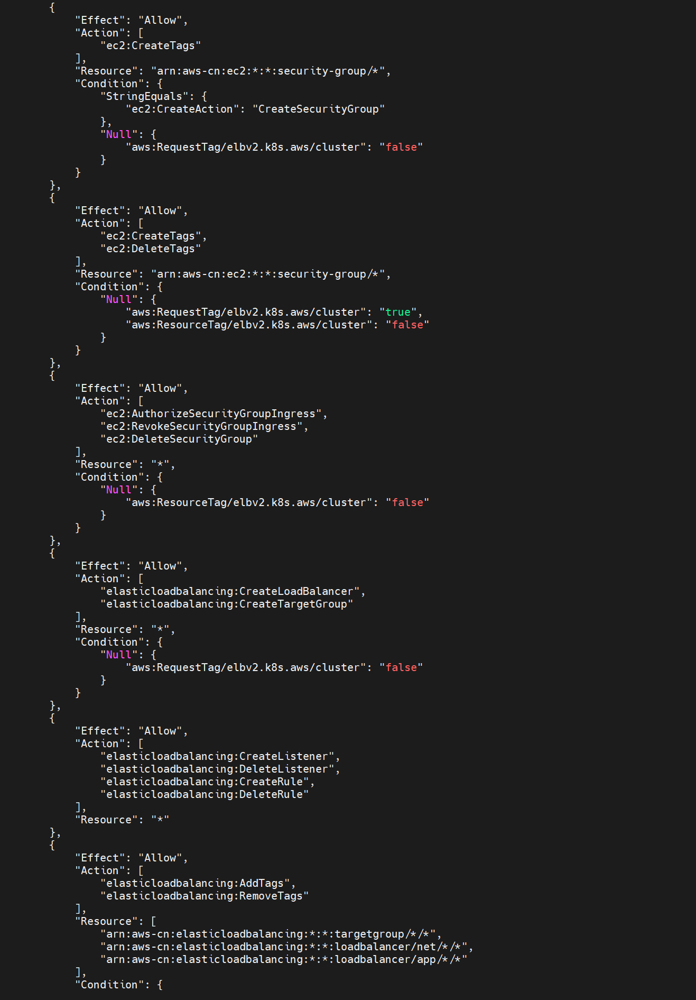 {
"Effect": "Allow",
"Action": [
"ec2:CreateTags"
],
"Resource": "arn:aws-cn:ec2:*:*:security-group/*",
"Condition": {
"StringEquals": {
"ec2:CreateAction": "CreateSecurityGroup"
},
"Null": {
"aws:RequestTag/elbv2.k8s.aws/cluster": "false"
}
}
},
{
"Effect": "Allow",
"Action": [
"ec2:CreateTags",
"ec2:DeleteTags"
],
"Resource": "arn:aws-cn:ec2:*:*:security-group/*",
"Condition": {
"Null": {
"aws:RequestTag/elbv2.k8s.aws/cluster": "true",
"aws:ResourceTag/elbv2.k8s.aws/cluster": "false"
}
}
},
{
"Effect": "Allow",
"Action": [
"ec2:AuthorizeSecurityGroupIngress",
"ec2:RevokeSecurityGroupIngress",
"ec2:DeleteSecurityGroup"
],
"Resource": "*",
"Condition": {
"Null": {
"aws:ResourceTag/elbv2.k8s.aws/cluster": "false"
}
}
},
{
"Effect": "Allow",
"Action": [
"elasticloadbalancing:CreateLoadBalancer",
"elasticloadbalancing:CreateTargetGroup"
],
"Resource": "*",
"Condition": {
"Null": {
"aws:RequestTag/elbv2.k8s.aws/cluster": "false"
}
}
},
{
"Effect": "Allow",
"Action": [
"elasticloadbalancing:CreateListener",
"elasticloadbalancing:DeleteListener",
"elasticloadbalancing:CreateRule",
"elasticloadbalancing:DeleteRule"
],
"Resource": "*"
},
{
"Effect": "Allow",
"Action": [
"elasticloadbalancing:AddTags",
"elasticloadbalancing:RemoveTags"
],
"Resource": [
"arn:aws-cn:elasticloadbalancing:*:*:targetgroup/*/*",
"arn:aws-cn:elasticloadbalancing:*:*:loadbalancer/net/*/*",
"arn:aws-cn:elasticloadbalancing:*:*:loadbalancer/app/*/*"
],
"Condition": {